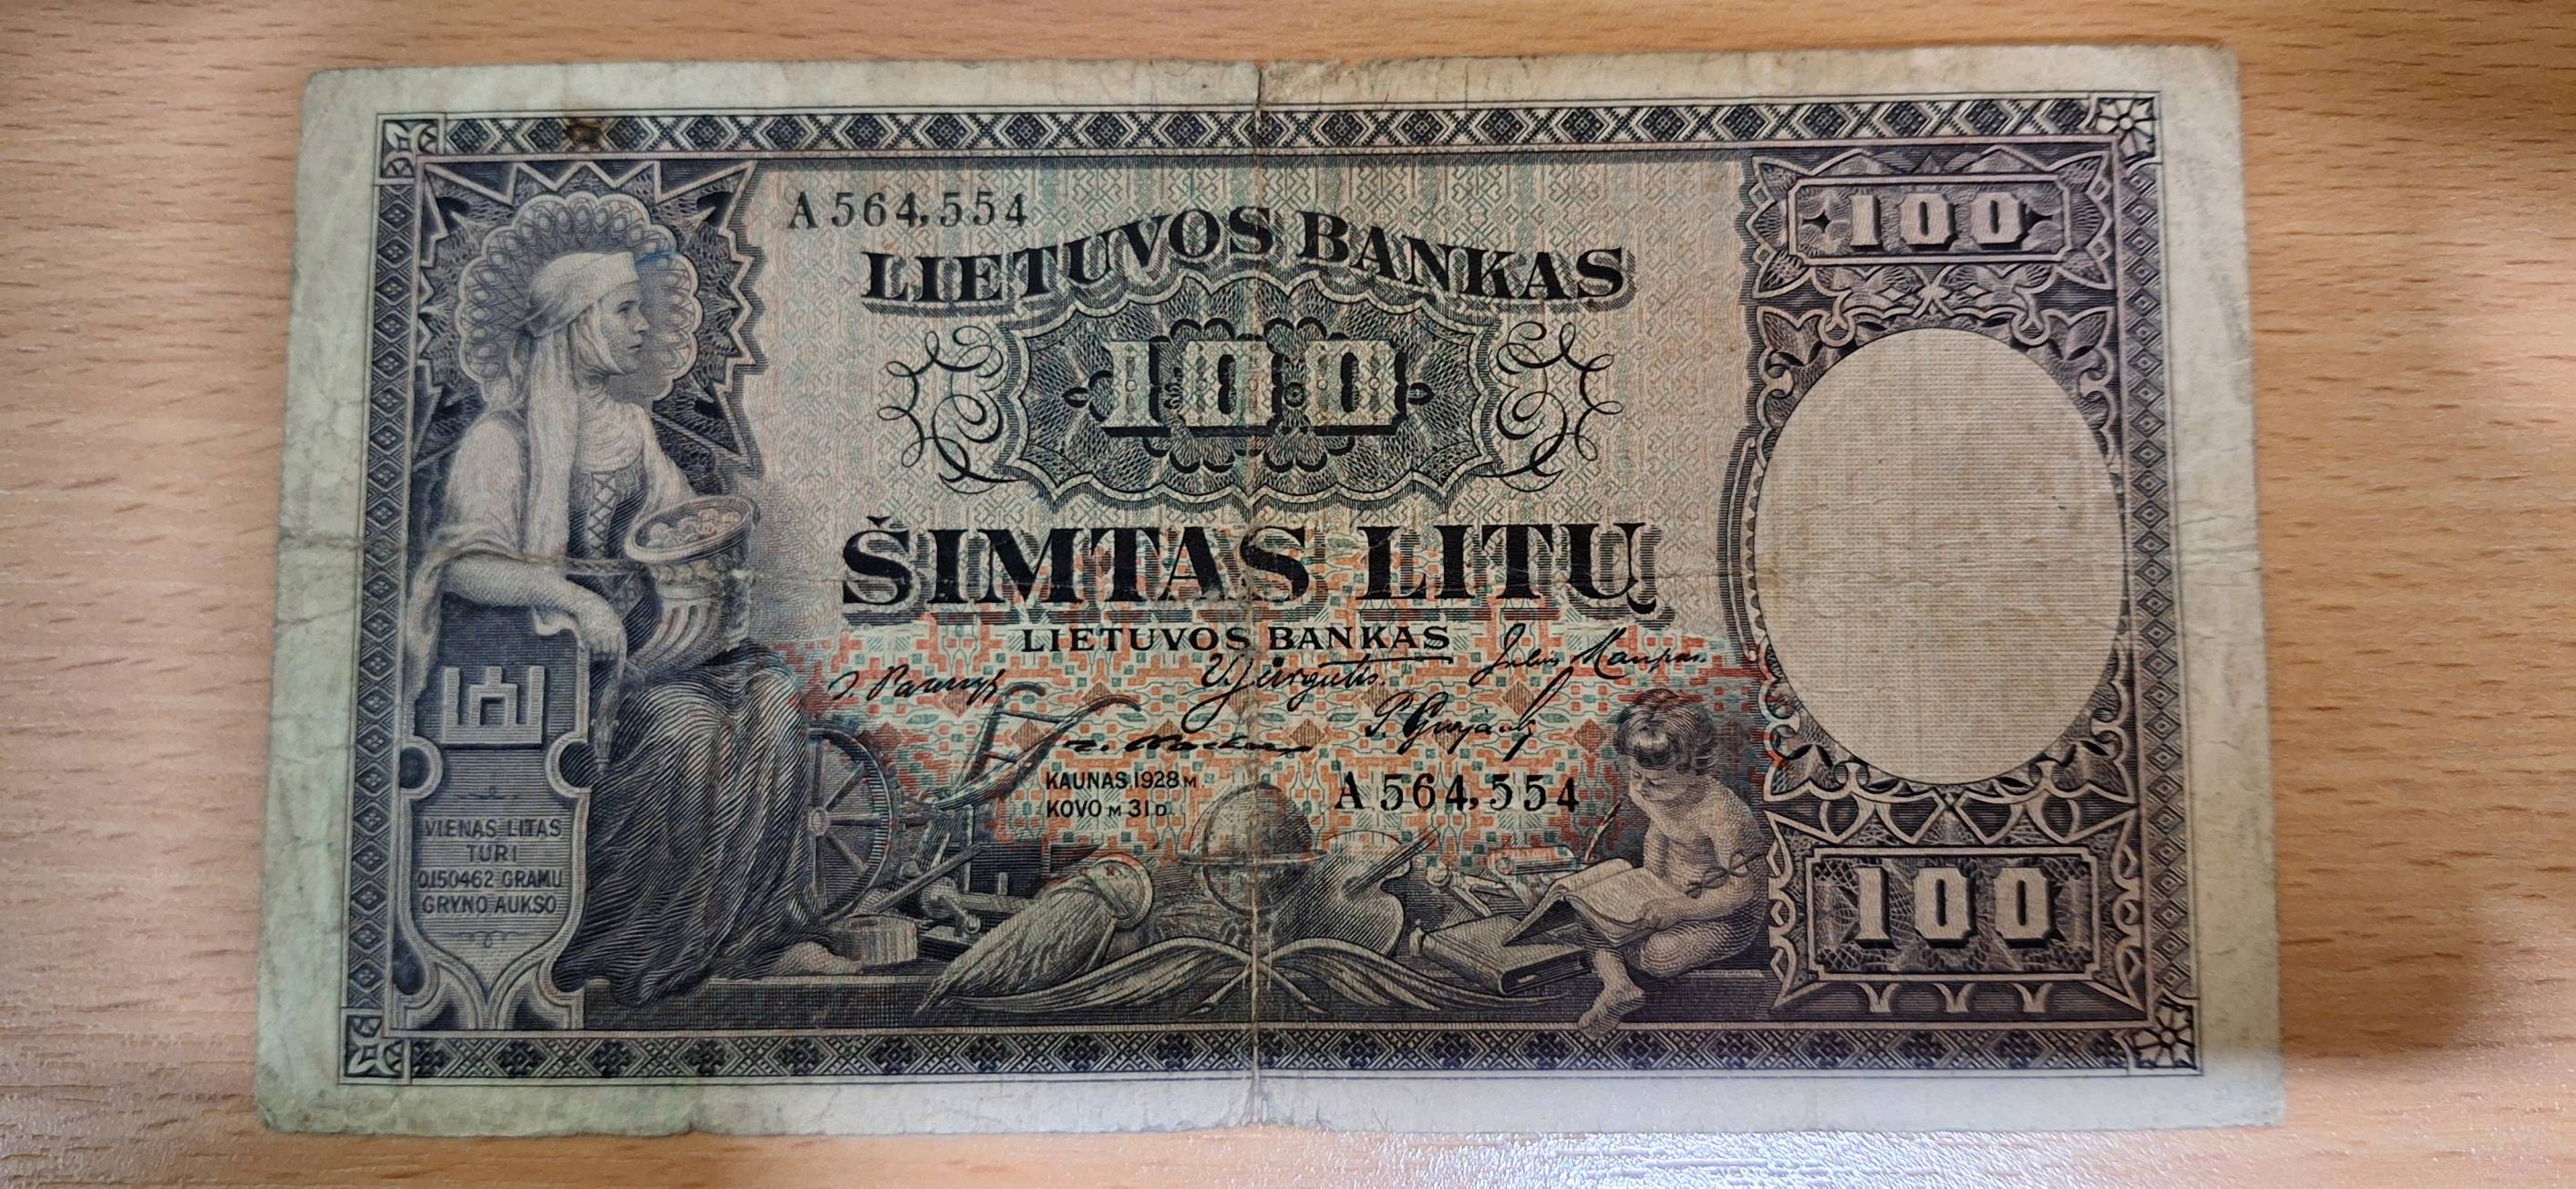 A 564,554
LIETUVOS BANKAS
100
100
ŠIMTAS LITŲ
LIETUVOS BANKAS
V. Jurgutis.
KAUNAS, 1928 M.
KOVO M 31 D.
A 564,554
VIENAS LITAS
TURI
0,150462 GRAMU
GRYNO AUKSO
100